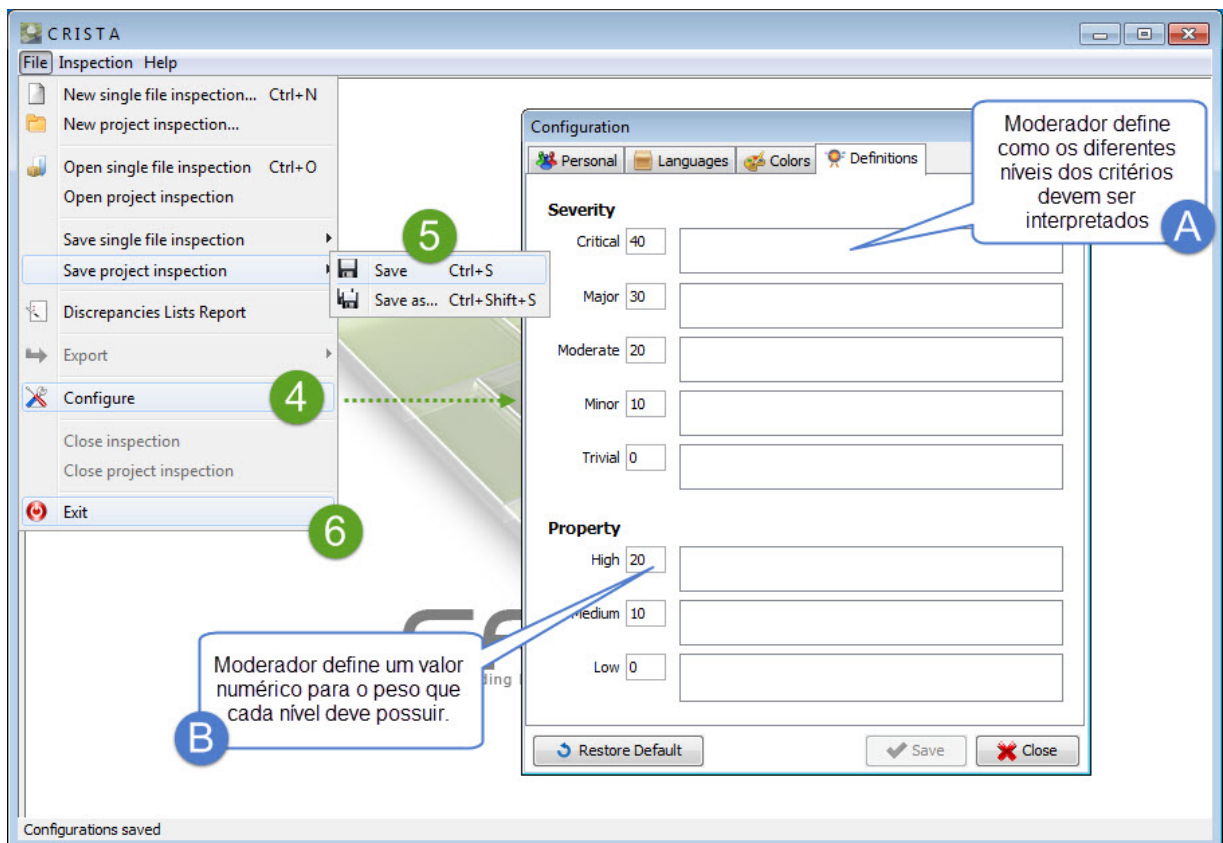 CRISTA
File Inspection Help
New single file inspection... Ctrl+N
New project inspection...
Open single file inspection Ctrl+O
Open project inspection
Save single file inspection
Save project inspection
Discrepancies Lists Report
Export
Configure
Close inspection
Close project inspection
Exit
5
Save Ctrl+S
Save as... Ctrl+Shift+S
4
6
Configuration
Personal Languages Colors Definitions
Severity
Critical 40
Major 30
Moderate 20
Minor 10
Trivial 0
Property
High 20
Medium 10
Low 0
Restore Default Save Close
Moderador define
como os diferentes
níveis dos critérios
devem ser
interpretados
A
Moderador define um valor
numérico para o peso que
cada nível deve possuir.
B
Configurations saved